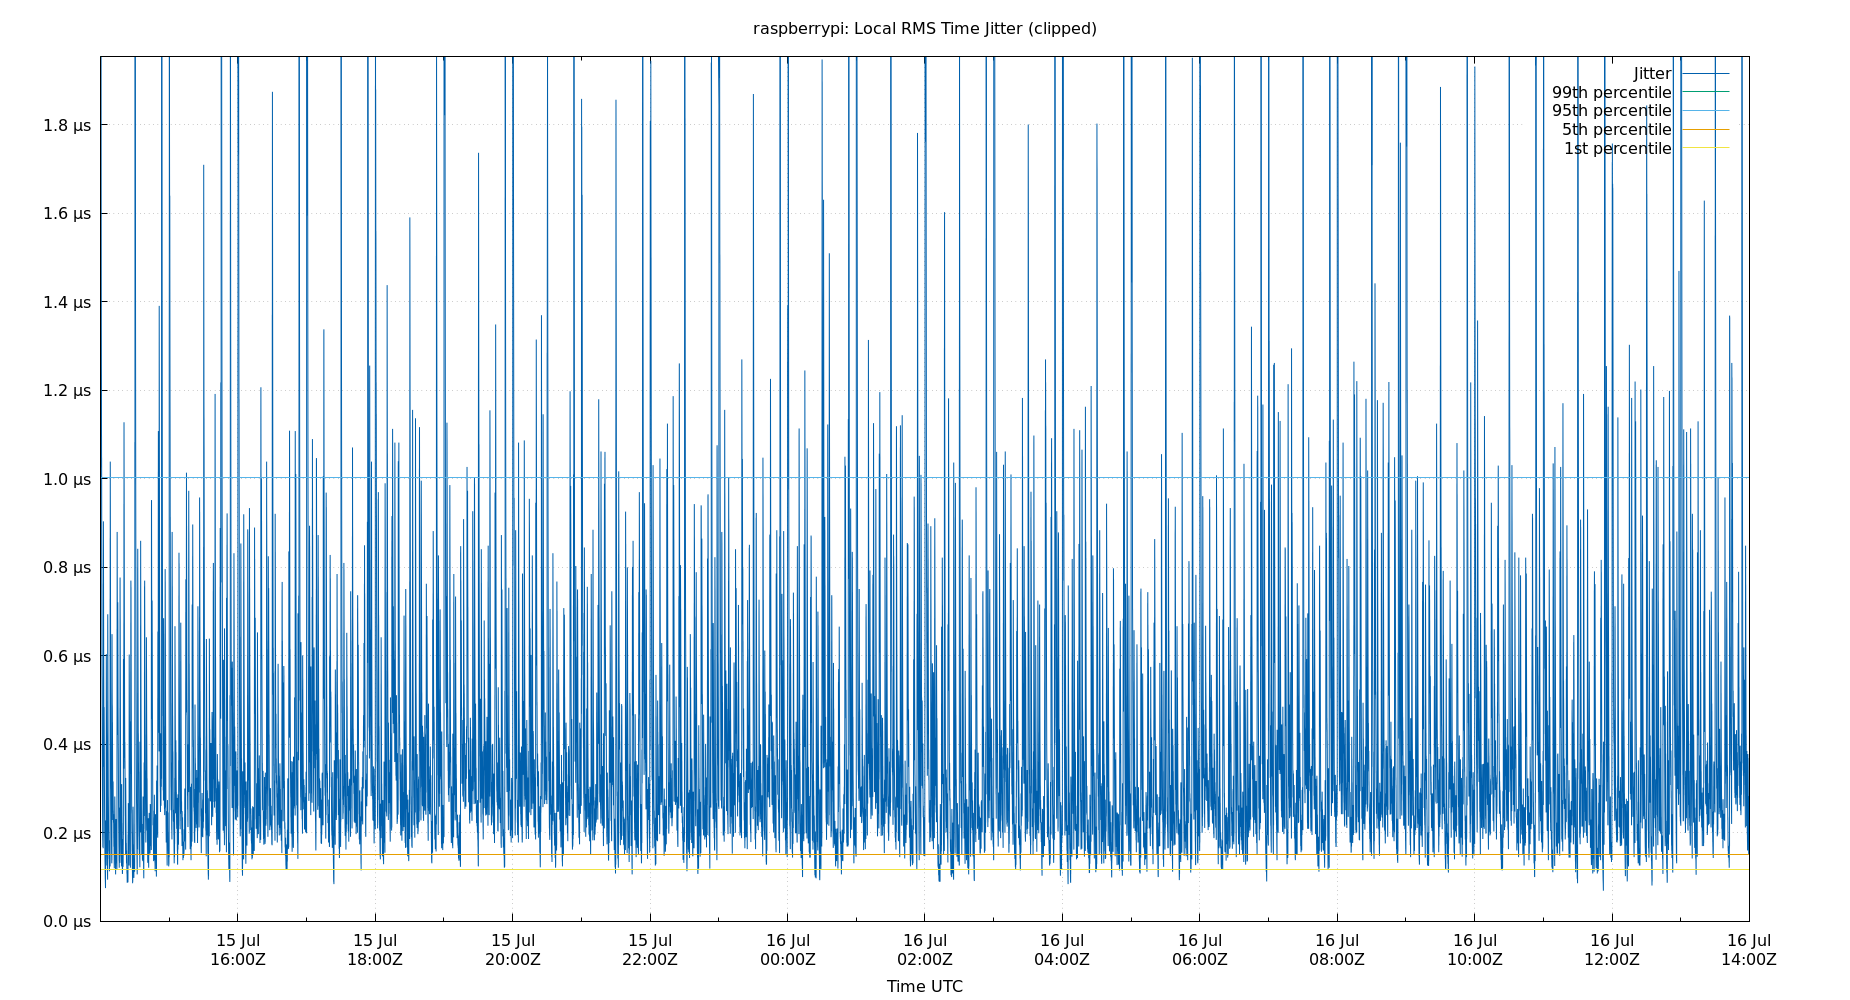 raspberrypi: Local RMS Time Jitter (clipped)
Jitter
99th percentile
95th percentile
5th percentile
1st percentile
1.8 μs
1.6 μs
1.4 μs
1.2 μs
1.0 μs
0.8 μs
0.6 μs
0.4 μs
0.2 μs
0.0 μs
15 Jul 15 Jul 15 Jul 15 Jul 16 Jul 16 Jul 16 Jul 16 Jul 16 Jul 16 Jul 16 Jul 16 Jul
16:00Z 18:00Z 20:00Z 22:00Z 00:00Z 02:00Z 04:00Z 06:00Z 08:00Z 10:00Z 12:00Z 14:00Z
Time UTC